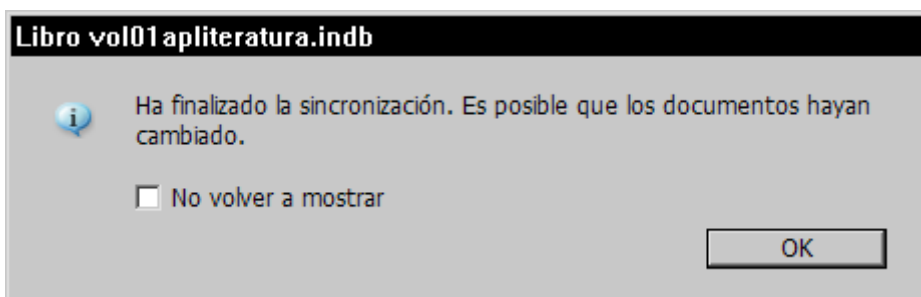 Libro vol01apliteratura.indb
Ha finalizado la sincronización. Es posible que los documentos hayan
cambiado.
No volver a mostrar
OK